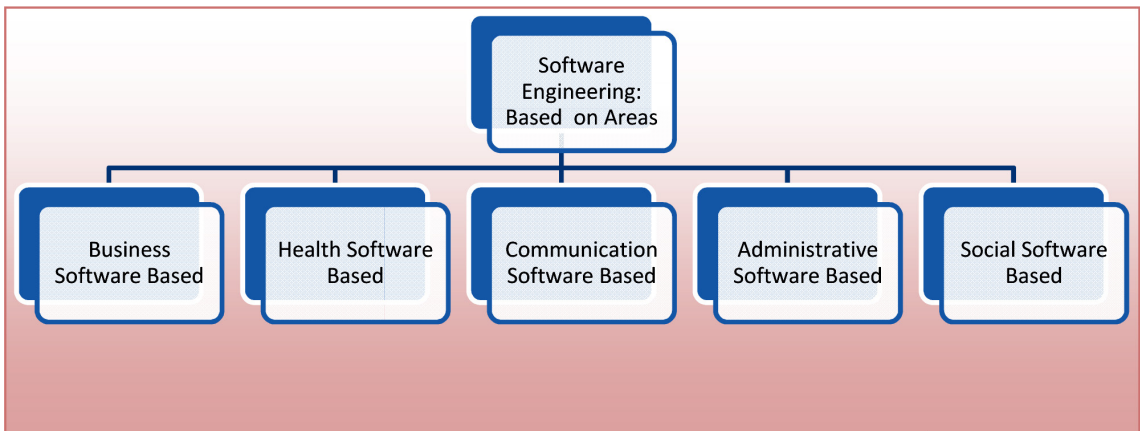 Software
Engineering:
Based on Areas
Business
Software Based
Health Software
Based
Communication
Software Based
Administrative
Software Based
Social Software
Based